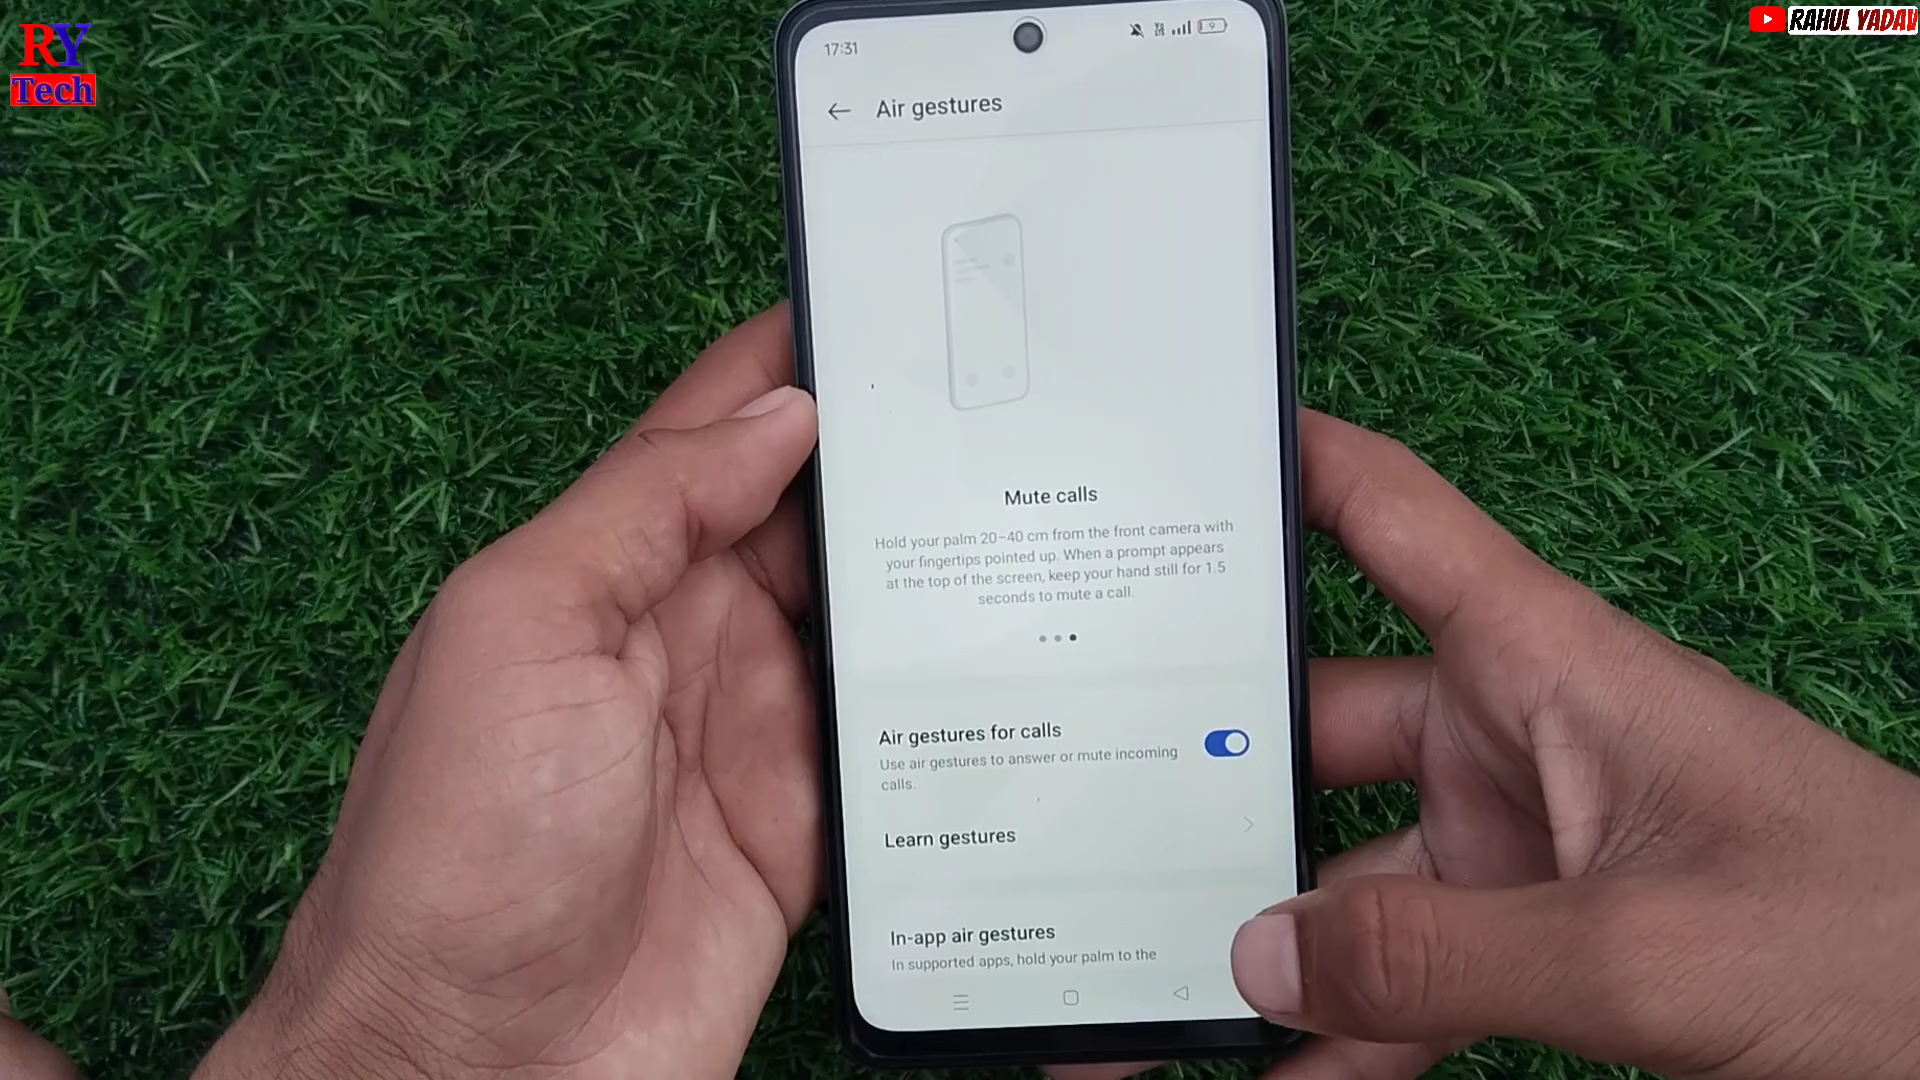 RY
Tech
RAHUL YADAV
17:31
9
Air gestures
Mute calls
Hold your palm 20–40 cm from the front camera with
your fingertips pointed up. When a prompt appears
at the top of the screen, keep your hand still for 1.5
seconds to mute a call.
Air gestures for calls
Use air gestures to answer or mute incoming
calls.
Learn gestures
In-app air gestures
In supported apps, hold your palm to the